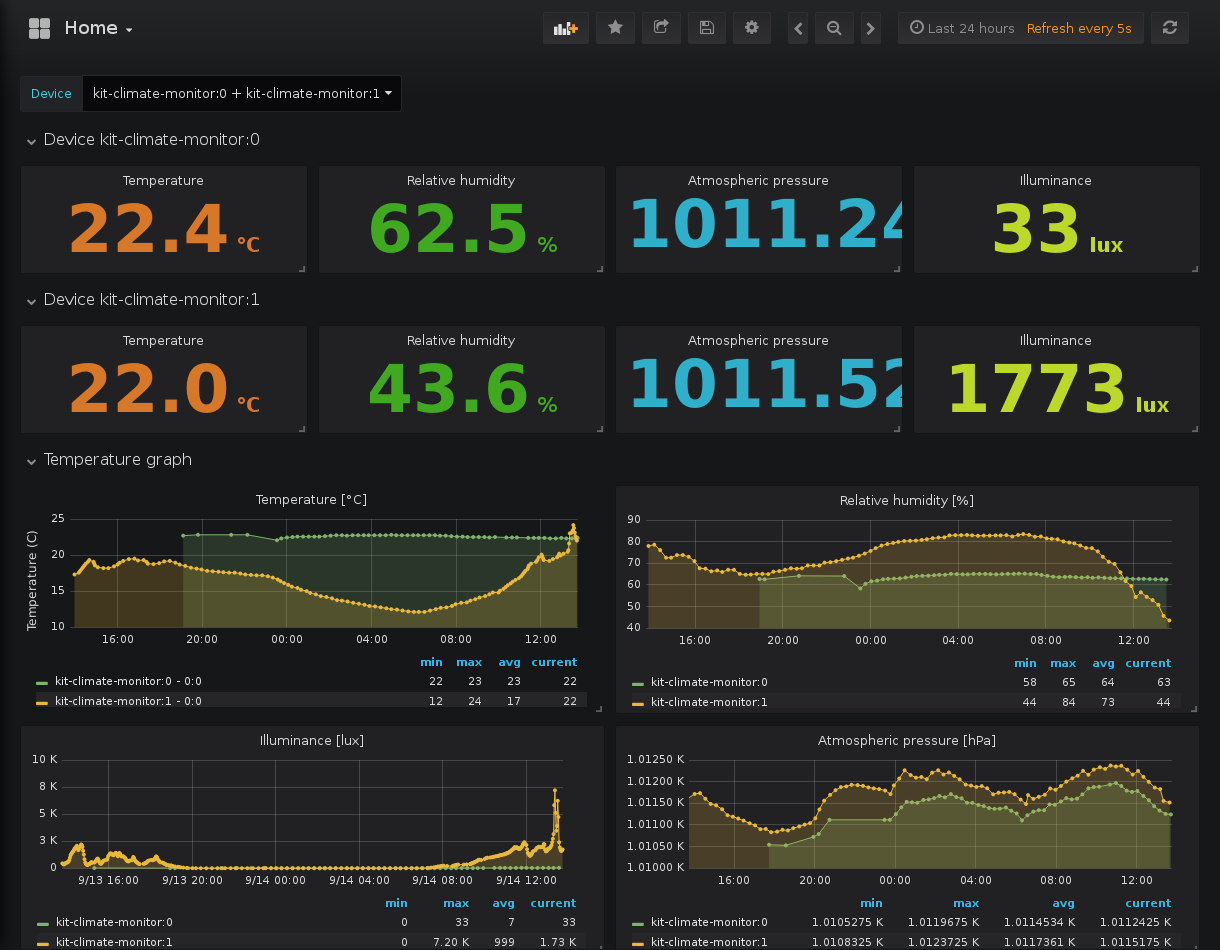 Home
Last 24 hours Refresh every 5s
Device kit-climate-monitor:0 + kit-climate-monitor:1
Device kit-climate-monitor:0
Temperature Relative humidity Atmospheric pressure Illuminance
22.4 °C 62.5 % 1011.24 33 lux
Device kit-climate-monitor:1
Temperature Relative humidity Atmospheric pressure Illuminance
22.0 °C 43.6 % 1011.52 1773 lux
Temperature graph
Temperature [°C]
Temperature (C)
25
20
15
10
16:00 20:00 00:00 04:00 08:00 12:00
min max avg current
kit-climate-monitor:0 - 0:0 22 23 23 22
kit-climate-monitor:1 - 0:0 12 24 17 22
Relative humidity [%]
90
80
70
60
50
40
16:00 20:00 00:00 04:00 08:00 12:00
min max avg current
kit-climate-monitor:0 58 65 64 63
kit-climate-monitor:1 44 84 73 44
Illuminance [lux]
10 K
8 K
5 K
3 K
0
9/13 16:00 9/13 20:00 9/14 00:00 9/14 04:00 9/14 08:00 9/14 12:00
min max avg current
kit-climate-monitor:0 0 33 7 33
kit-climate-monitor:1 0 7.20 K 999 1.73 K
Atmospheric pressure [hPa]
1.01250 K
1.01200 K
1.01150 K
1.01100 K
1.01050 K
1.01000 K
16:00 20:00 00:00 04:00 08:00 12:00
min max avg current
kit-climate-monitor:0 1.0105275 K 1.0119675 K 1.0114534 K 1.0112425 K
kit-climate-monitor:1 1.0108325 K 1.0123725 K 1.0117361 K 1.0115175 K